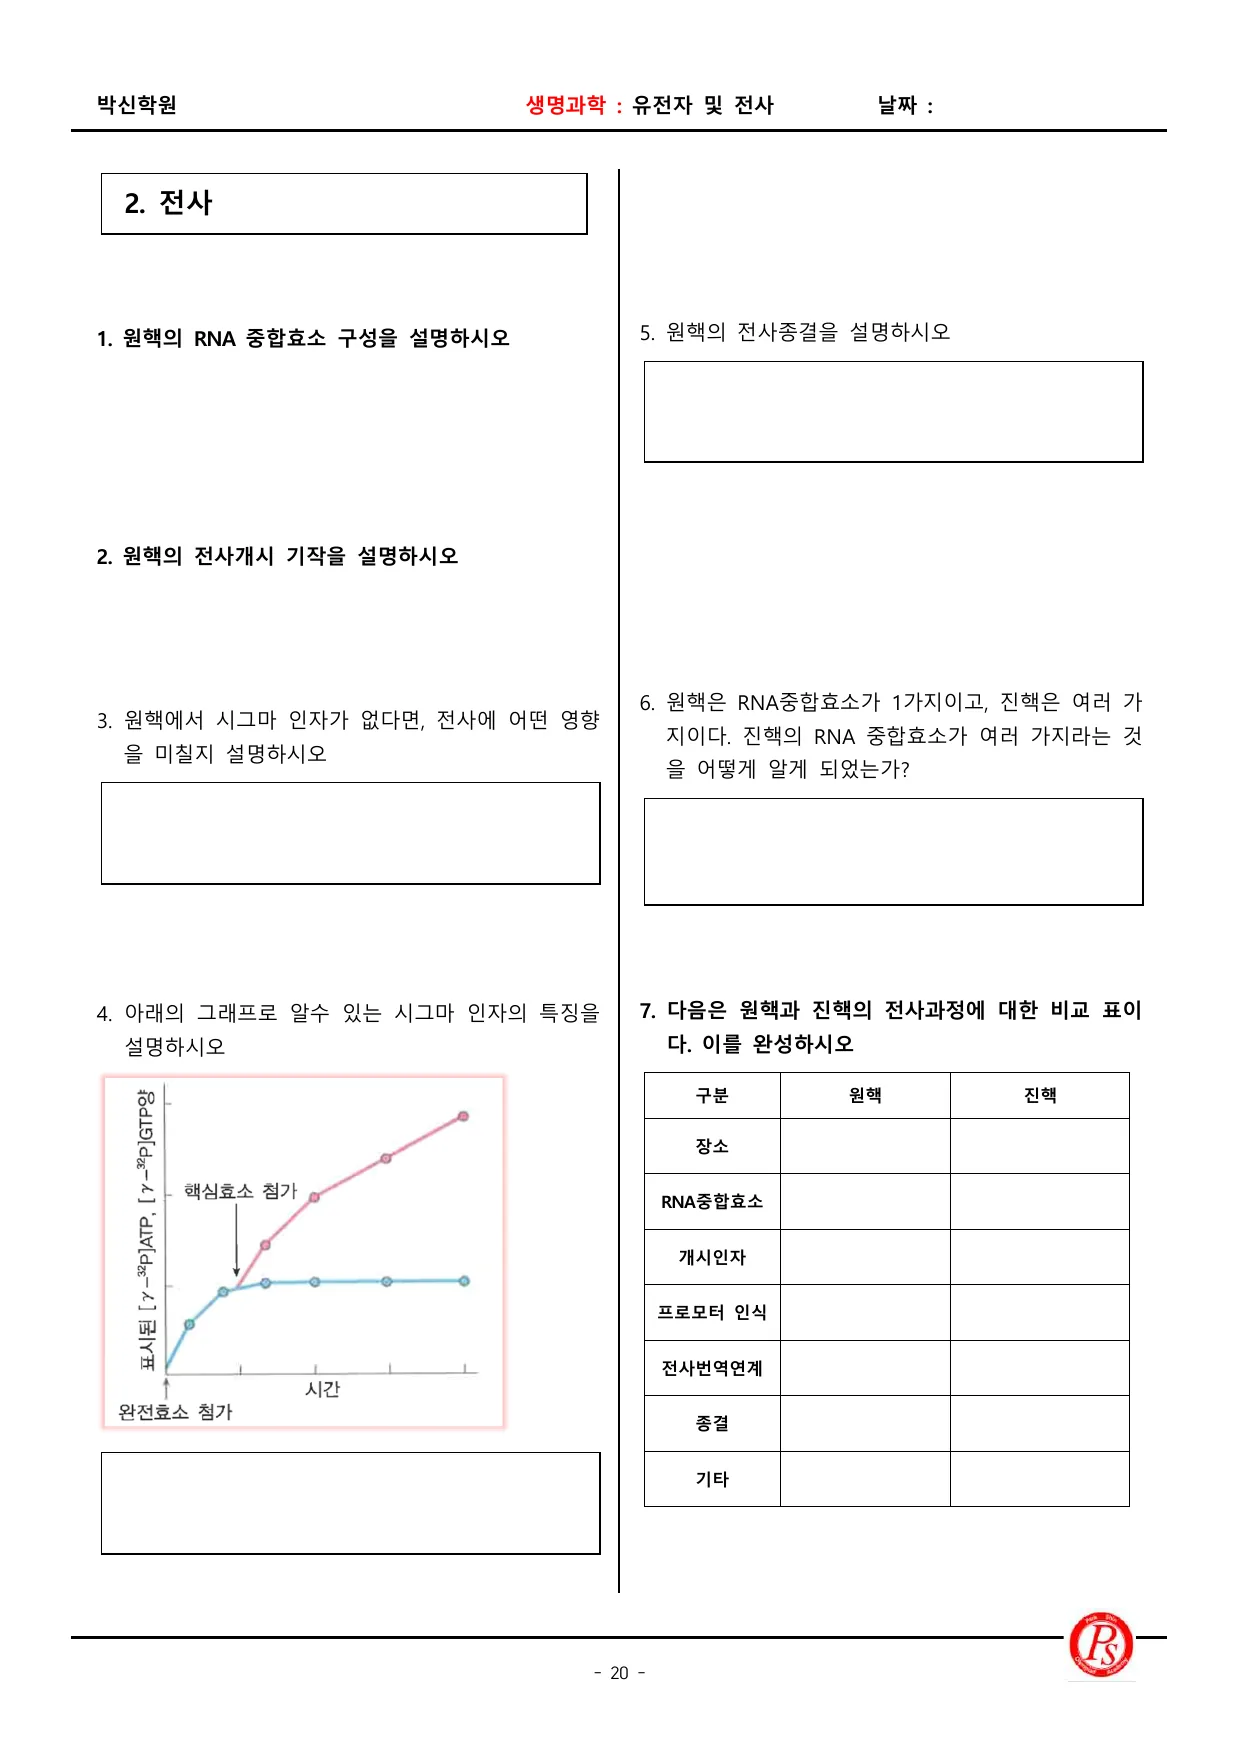 박신학원
생명과학 : 유전자 및 전사
날짜 :
2. 전사
1. 원핵의 RNA 중합효소 구성을 설명하시오
2. 원핵의 전사개시 기작을 설명하시오
3. 원핵에서 시그마 인자가 없다면, 전사에 어떤 영향
을 미칠지 설명하시오
4. 아래의 그래프로 알수 있는 시그마 인자의 특징을
설명하시오
표시된 [γ-³²P]ATP, [γ-³²P]GTP양
핵심효소 첨가
시간
완전효소 첨가
5. 원핵의 전사종결을 설명하시오
6. 원핵은 RNA중합효소가 1가지이고, 진핵은 여러 가
지이다. 진핵의 RNA 중합효소가 여러 가지라는 것
을 어떻게 알게 되었는가?
7. 다음은 원핵과 진핵의 전사과정에 대한 비교 표이
다. 이를 완성하시오
구분 원핵 진핵
장소
RNA중합효소
개시인자
프로모터 인식
전사번역연계
종결
기타
Park Shin
Ps
Academy
- 20 -